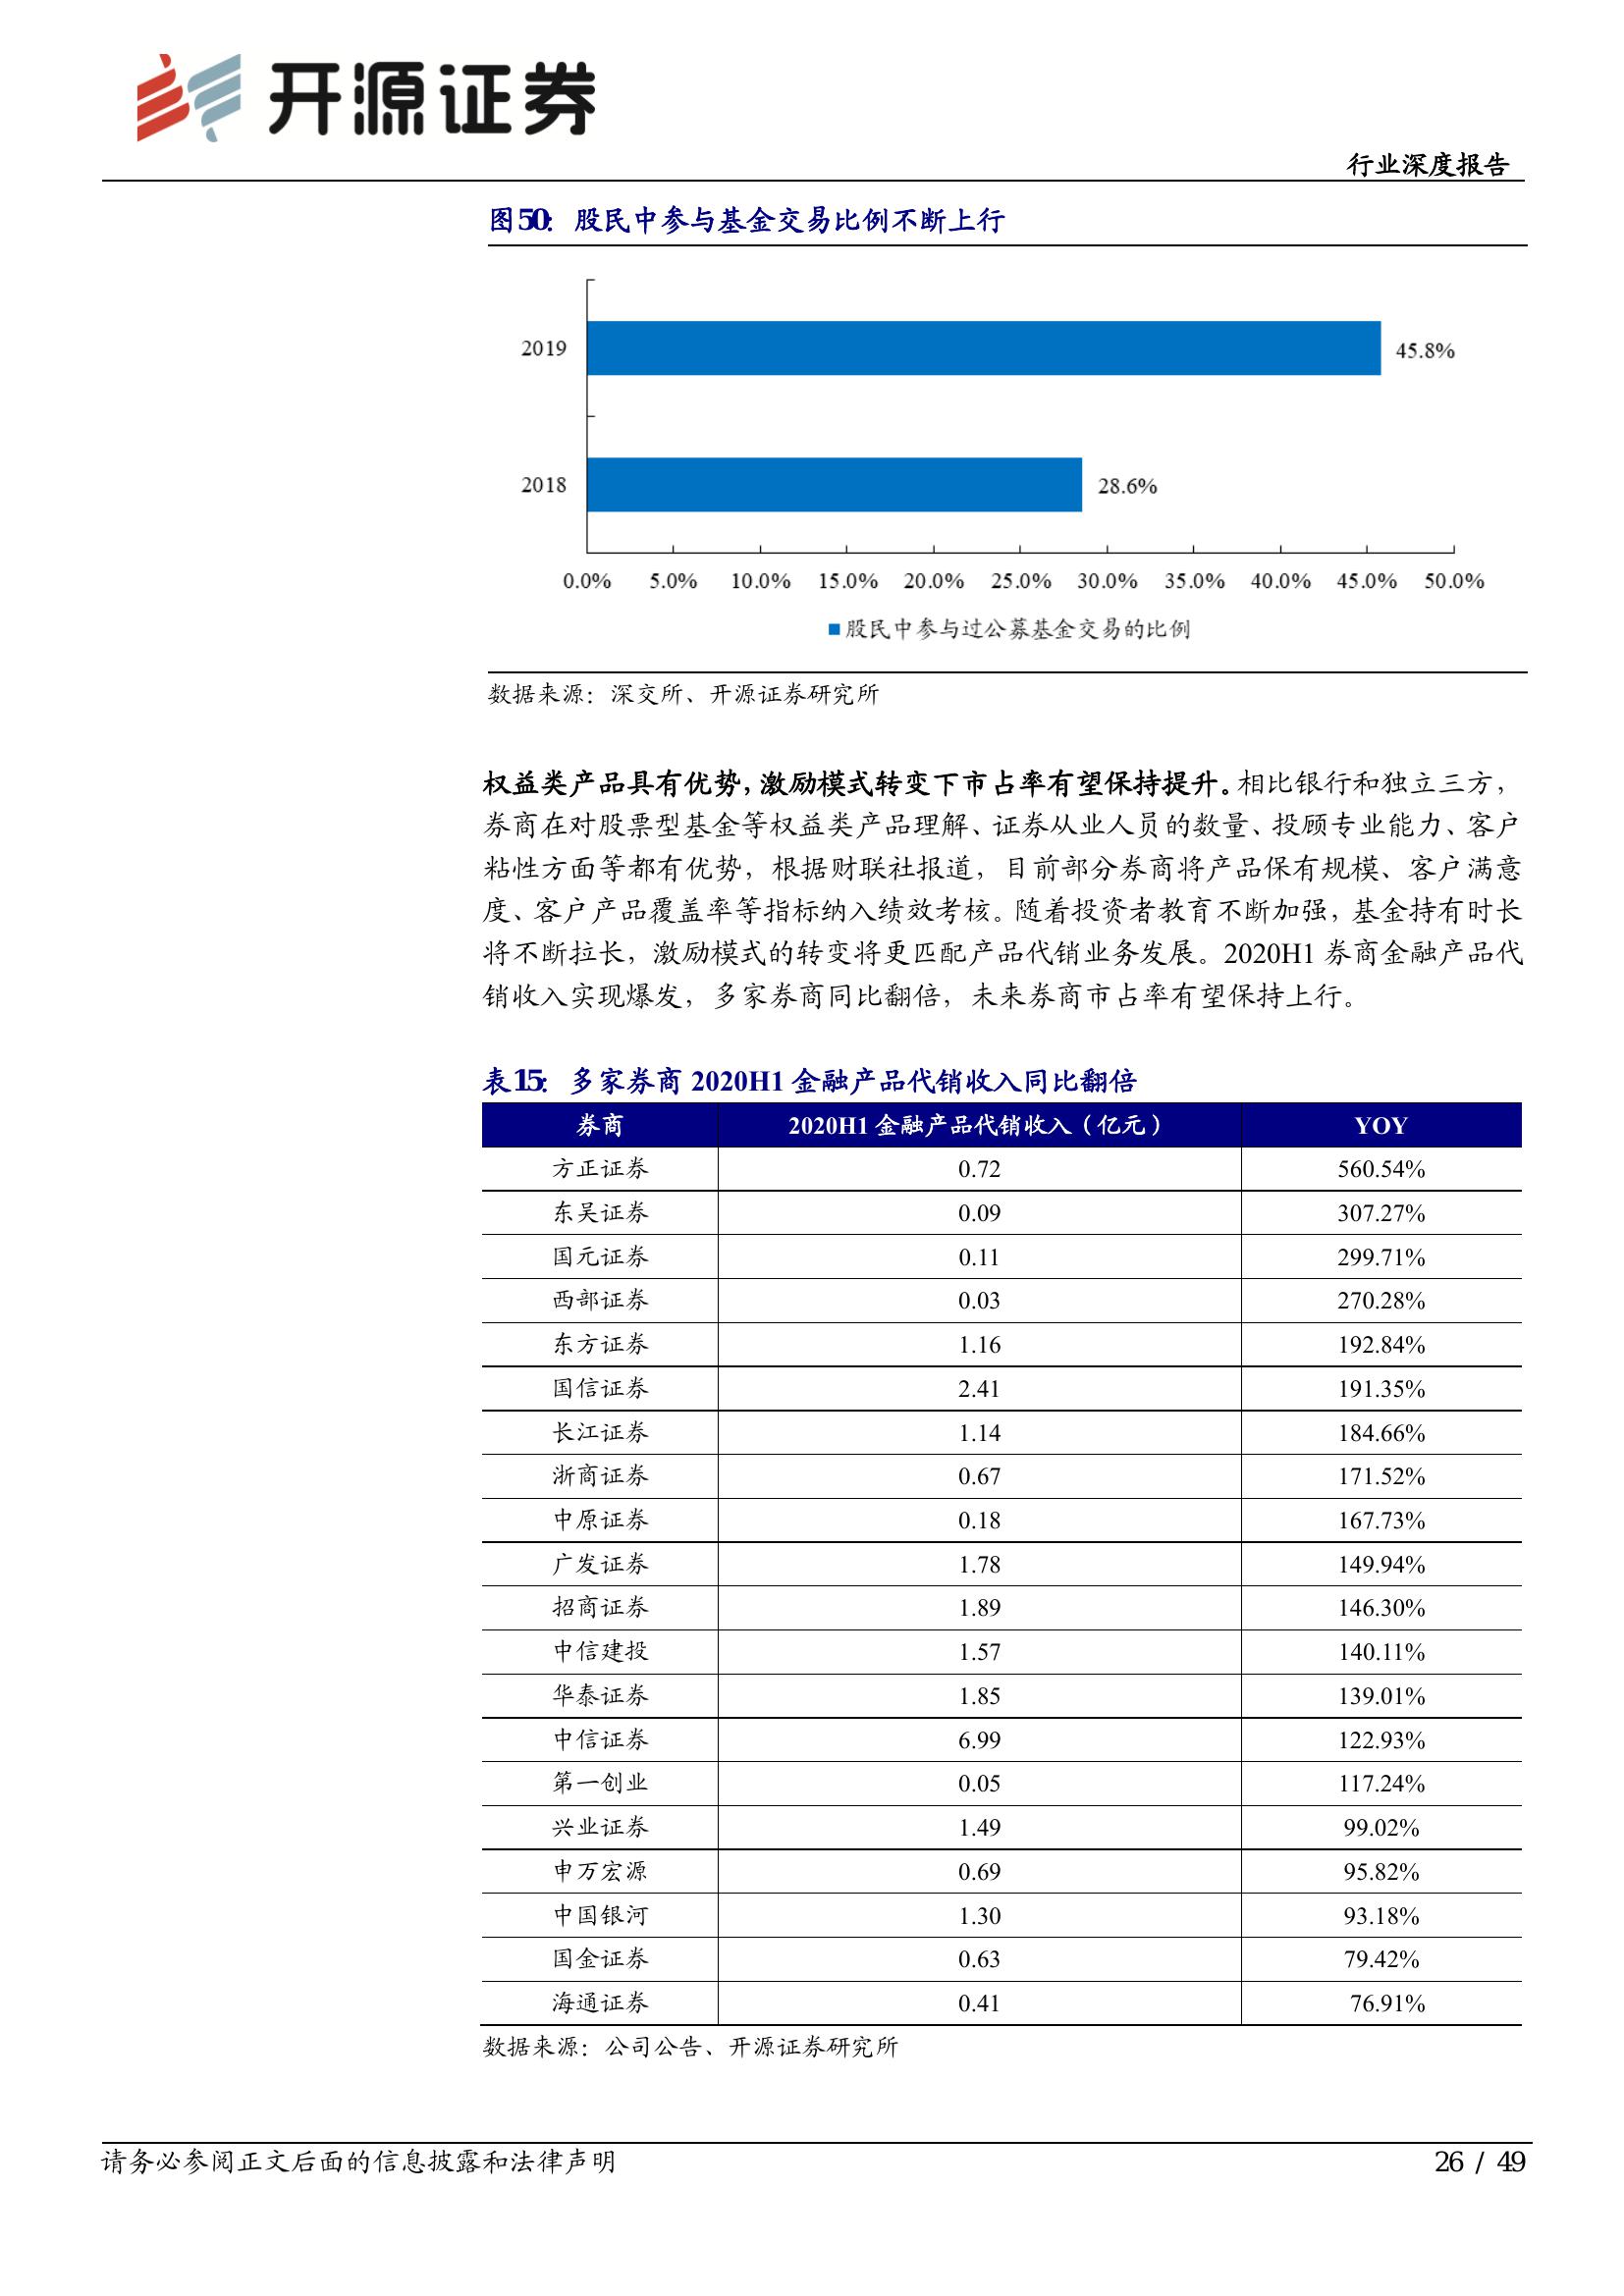 开源证券
行业深度报告
图50： 股民中参与基金交易比例不断上行
2019
45.8%
2018
28.6%
0.0% 5.0% 10.0% 15.0% 20.0% 25.0% 30.0% 35.0% 40.0% 45.0% 50.0%
股民中参与过公募基金交易的比例
数据来源：深交所、开源证券研究所
权益类产品具有优势，激励模式转变下市占率有望保持提升。相比银行和独立三方，
券商在对股票型基金等权益类产品理解、证券从业人员的数量、投顾专业能力、客户
粘性方面等都有优势，根据财联社报道，目前部分券商将产品保有规模、客户满意
度、客户产品覆盖率等指标纳入绩效考核。随着投资者教育不断加强，基金持有时长
将不断拉长，激励模式的转变将更匹配产品代销业务发展。2020H1 券商金融产品代
销收入实现爆发，多家券商同比翻倍，未来券商市占率有望保持上行。
表15： 多家券商 2020H1 金融产品代销收入同比翻倍
券商 2020H1 金融产品代销收入（亿元） YOY
方正证券 0.72 560.54%
东吴证券 0.09 307.27%
国元证券 0.11 299.71%
西部证券 0.03 270.28%
东方证券 1.16 192.84%
国信证券 2.41 191.35%
长江证券 1.14 184.66%
浙商证券 0.67 171.52%
中原证券 0.18 167.73%
广发证券 1.78 149.94%
招商证券 1.89 146.30%
中信建投 1.57 140.11%
华泰证券 1.85 139.01%
中信证券 6.99 122.93%
第一创业 0.05 117.24%
兴业证券 1.49 99.02%
申万宏源 0.69 95.82%
中国银河 1.30 93.18%
国金证券 0.63 79.42%
海通证券 0.41 76.91%
数据来源：公司公告、开源证券研究所
请务必参阅正文后面的信息披露和法律声明
26 / 49